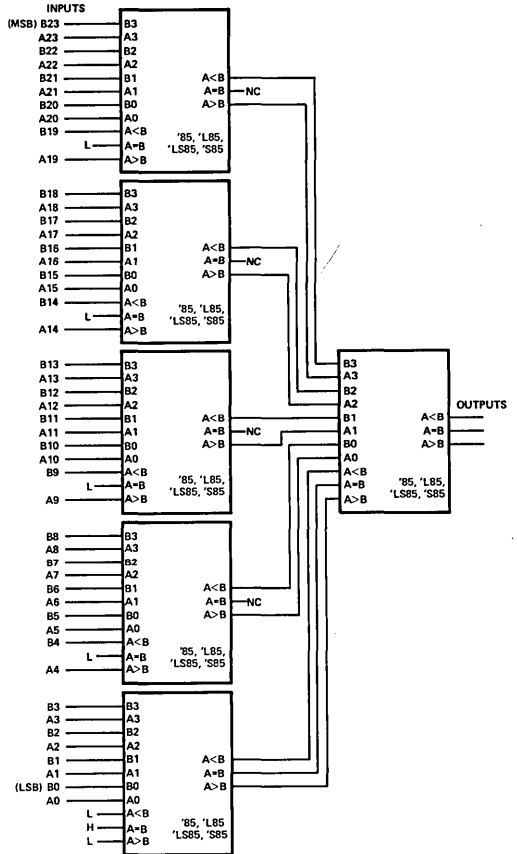 INPUTS
(MSB) B23 B3
A23 A3
B22 B2
A22 A2
B21 B1 A<B
A21 A1 A=B NC
B20 B0 A>B
A20 A0
B19 A<B '85, 'L85,
L A=B 'LS85, 'S85
A19 A>B
B18 B3
A18 A3
B17 B2
A17 A2
B16 B1 A<B
A16 A1 A=B NC
B15 B0 A>B
A15 A0
B14 A<B '85, 'L85,
L A=B 'LS85, 'S85
A14 A>B
B13 B3
A13 A3
B12 B2
A12 A2
B11 B1 A<B
A11 A1 A=B NC
B10 B0 A>B
A10 A0
B9 A<B '85, 'L85,
L A=B 'LS85, 'S85
A9 A>B
B8 B3
A8 A3
B7 B2
A7 A2
B6 B1 A<B
A6 A1 A=B NC
B5 B0 A>B
A5 A0
B4 A<B '85, 'L85,
L A=B 'LS85, 'S85
A4 A>B
B3 B3
A3 A3
B2 B2
A2 A2
B1 B1 A<B
A1 A1 A=B
(LSB) B0 B0 A>B
A0 A0
L A<B
H A=B '85, 'L85
L A>B 'LS85, 'S85
B3
A3
B2
A2 OUTPUTS
B1 A<B
A1 A=B
B0 A>B
A0
A<B
A=B '85, 'L85,
A>B 'LS85, 'S85